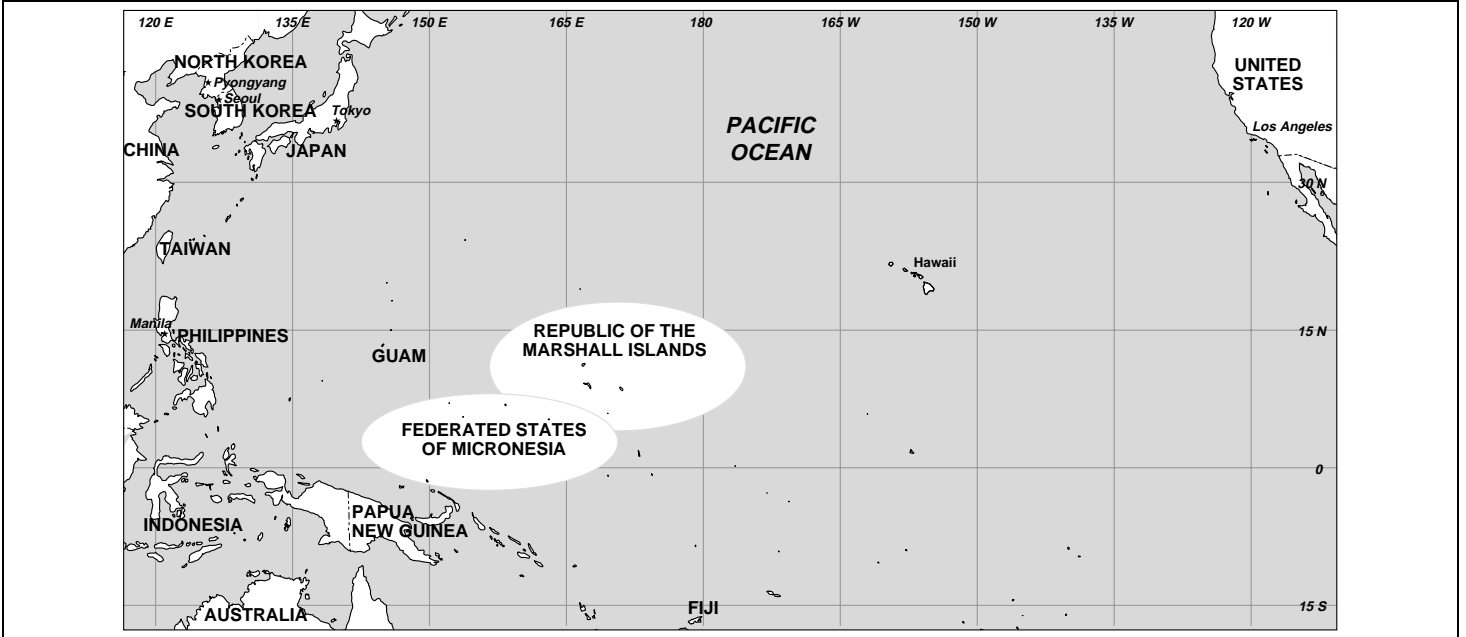 120 E
135/E
150 E
165 E
180
165 W
150 W
135 W
120 W
NORTH KOREA
Pyongyang
Seoul
SOUTH KOREA
Tokyo
JAPAN
CHINA
PACIFIC
OCEAN
UNITED
STATES
Los Angeles
30 N
TAIWAN
Hawaii
Manila
PHILIPPINES
GUAM
REPUBLIC OF THE
MARSHALL ISLANDS
15 N
FEDERATED STATES
OF MICRONESIA
0
INDONESIA
PAPUA
NEW GUINEA
AUSTRALIA
FIJI
15 S